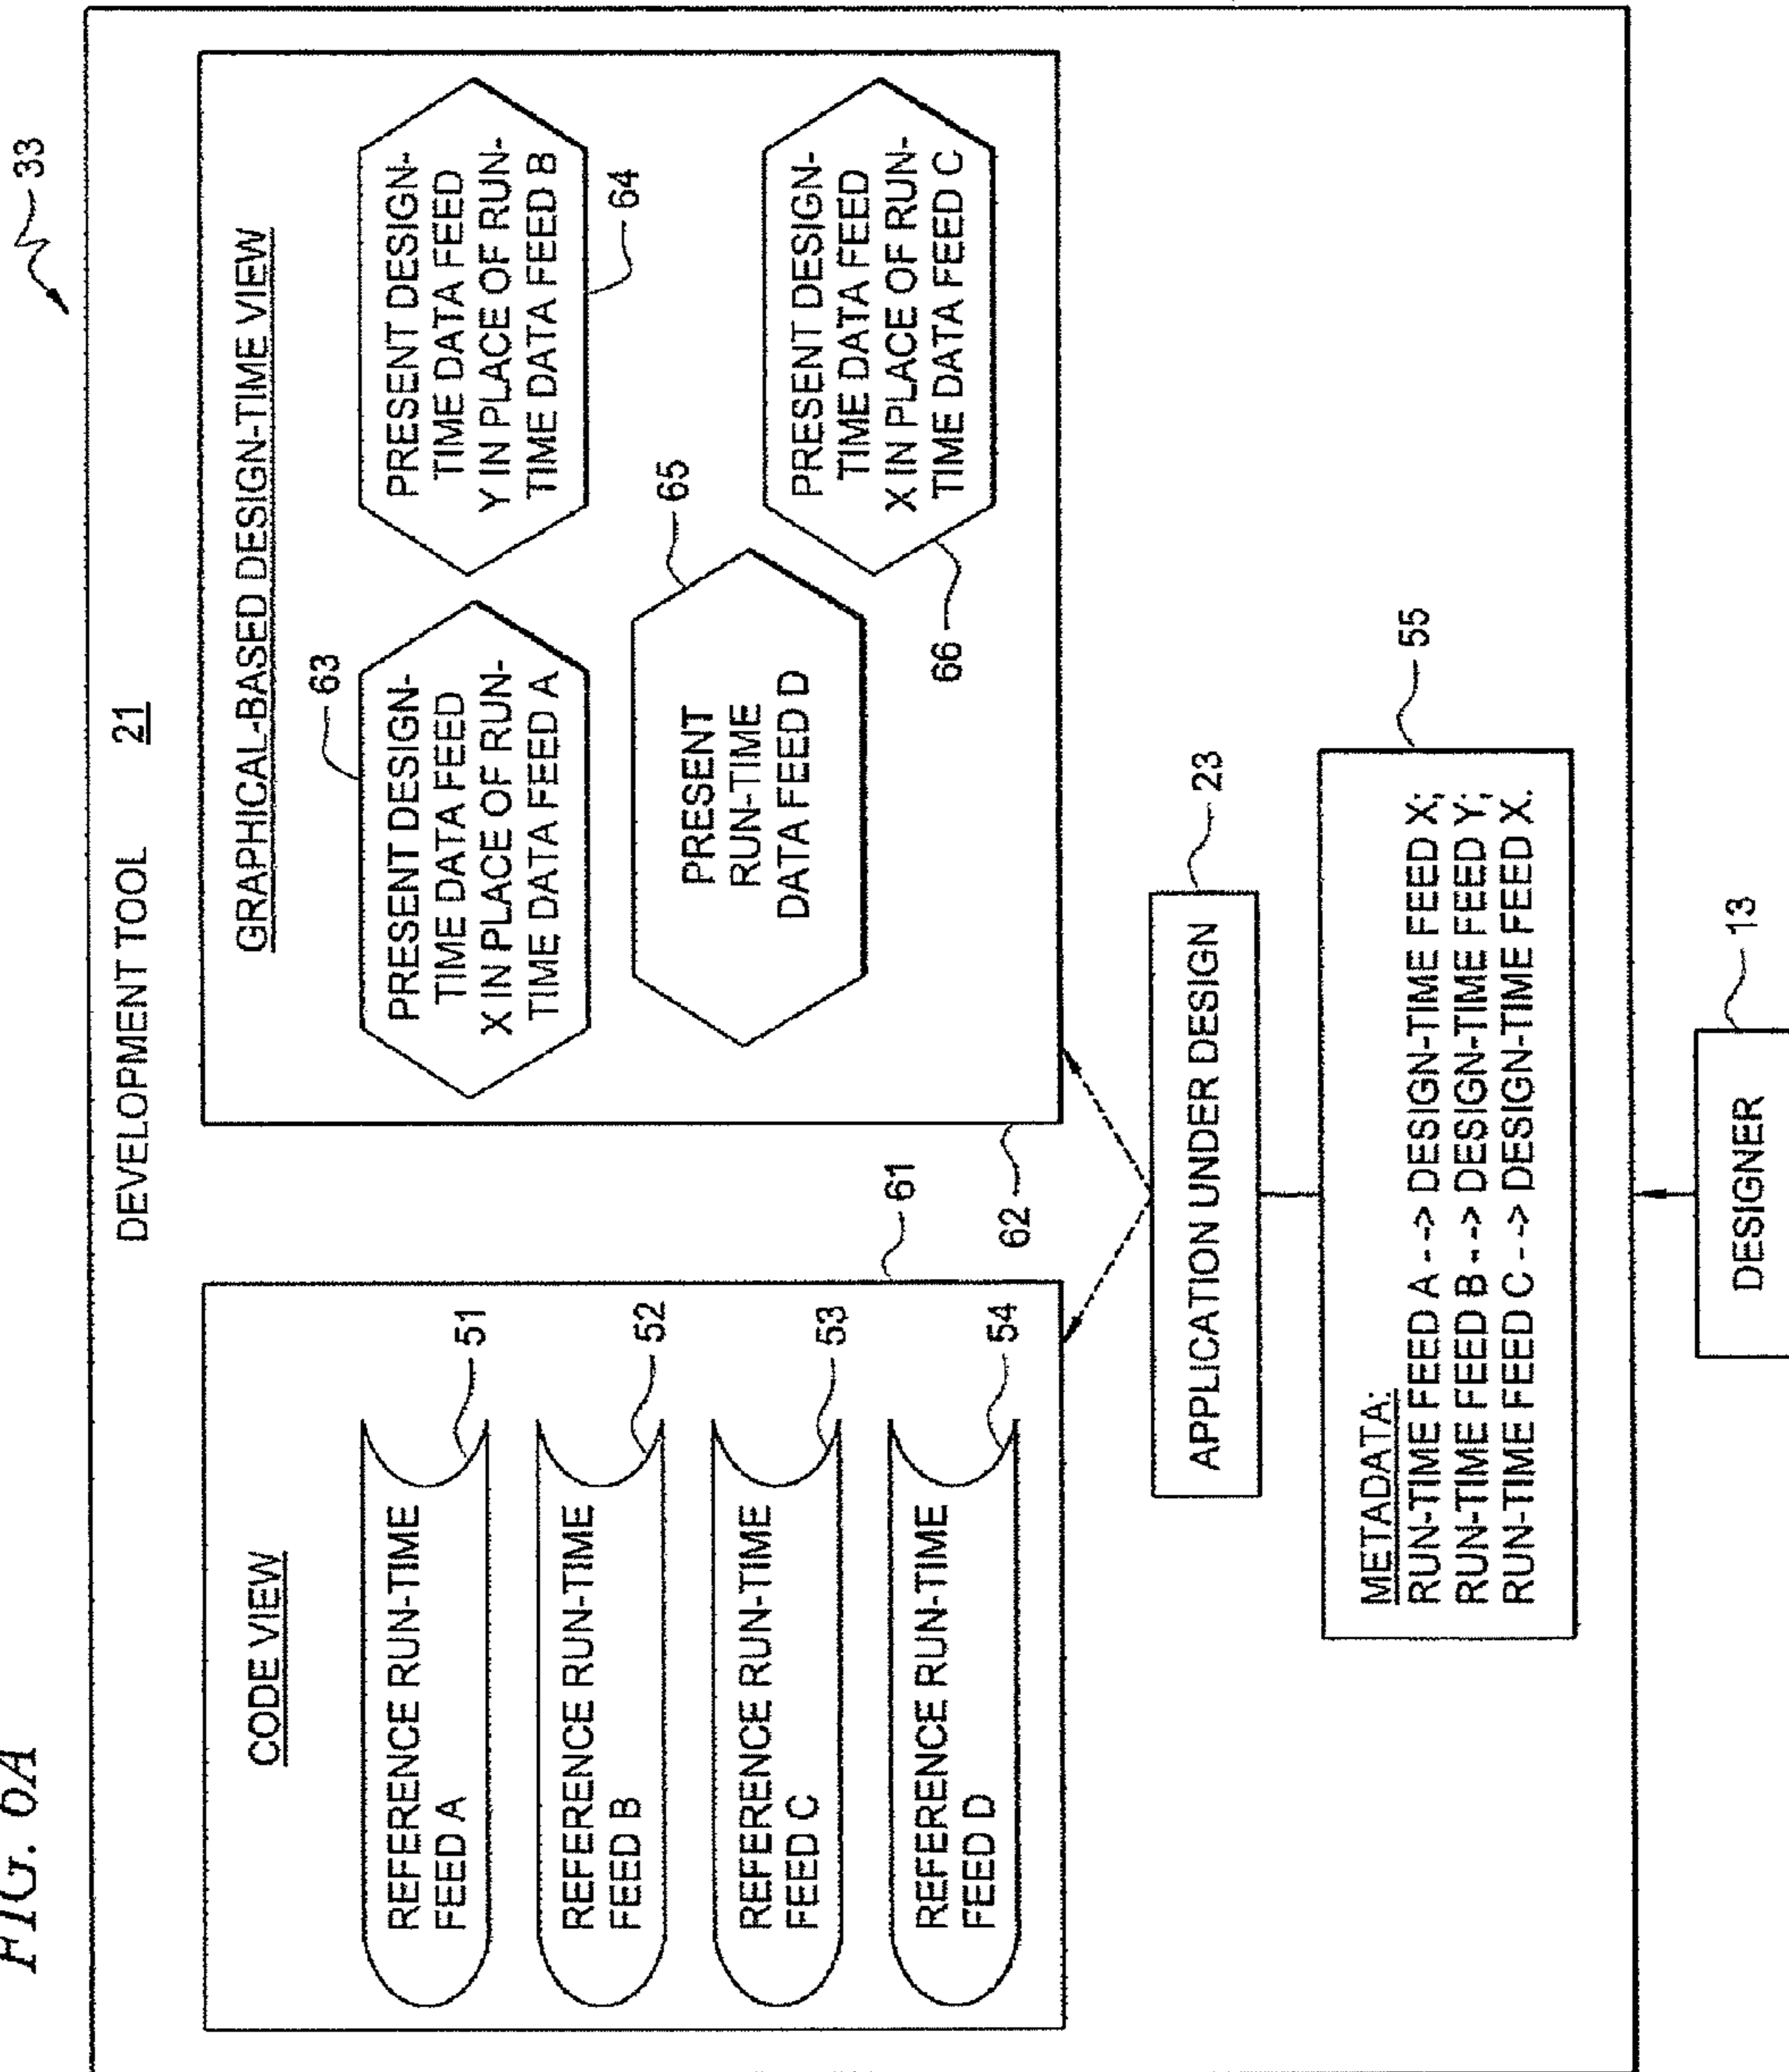 FIG. 6A
33
DEVELOPMENT TOOL 21
CODE VIEW
REFERENCE RUN-TIME
FEED A
51
REFERENCE RUN-TIME
FEED B
52
REFERENCE RUN-TIME
FEED C
53
REFERENCE RUN-TIME
FEED D
54
61
GRAPHICAL-BASED DESIGN-TIME VIEW
63
PRESENT DESIGN-
TIME DATA FEED
X IN PLACE OF RUN-
TIME DATA FEED A
PRESENT DESIGN-
TIME DATA FEED
Y IN PLACE OF RUN-
TIME DATA FEED B
64
65
PRESENT
RUN-TIME
DATA FEED D
PRESENT DESIGN-
TIME DATA FEED
X IN PLACE OF RUN-
TIME DATA FEED C
66
62
APPLICATION UNDER DESIGN
23
METADATA:
RUN-TIME FEED A --> DESIGN-TIME FEED X;
RUN-TIME FEED B --> DESIGN-TIME FEED Y;
RUN-TIME FEED C --> DESIGN-TIME FEED X.
55
DESIGNER
13